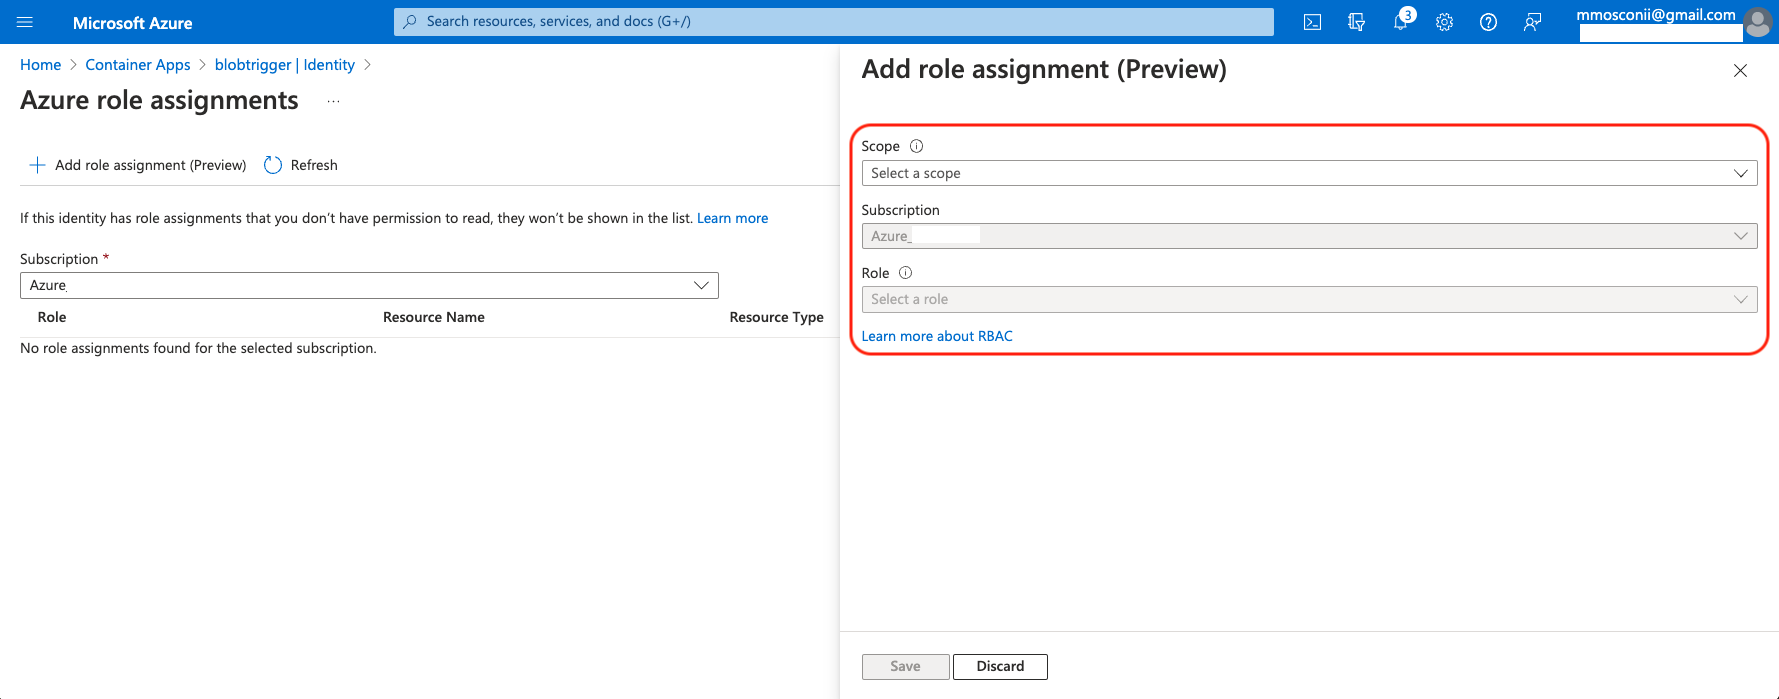 Microsoft Azure
Search resources, services, and docs (G+/)
3
mmosconii@gmail.com
Home > Container Apps > blobtrigger | Identity >
Azure role assignments ...
Add role assignment (Preview) Refresh
If this identity has role assignments that you don't have permission to read, they won't be shown in the list. Learn more
Subscription *
Azure
Role Resource Name Resource Type
No role assignments found for the selected subscription.
Add role assignment (Preview)
Scope
Select a scope
Subscription
Azure_
Role
Select a role
Learn more about RBAC
Save Discard